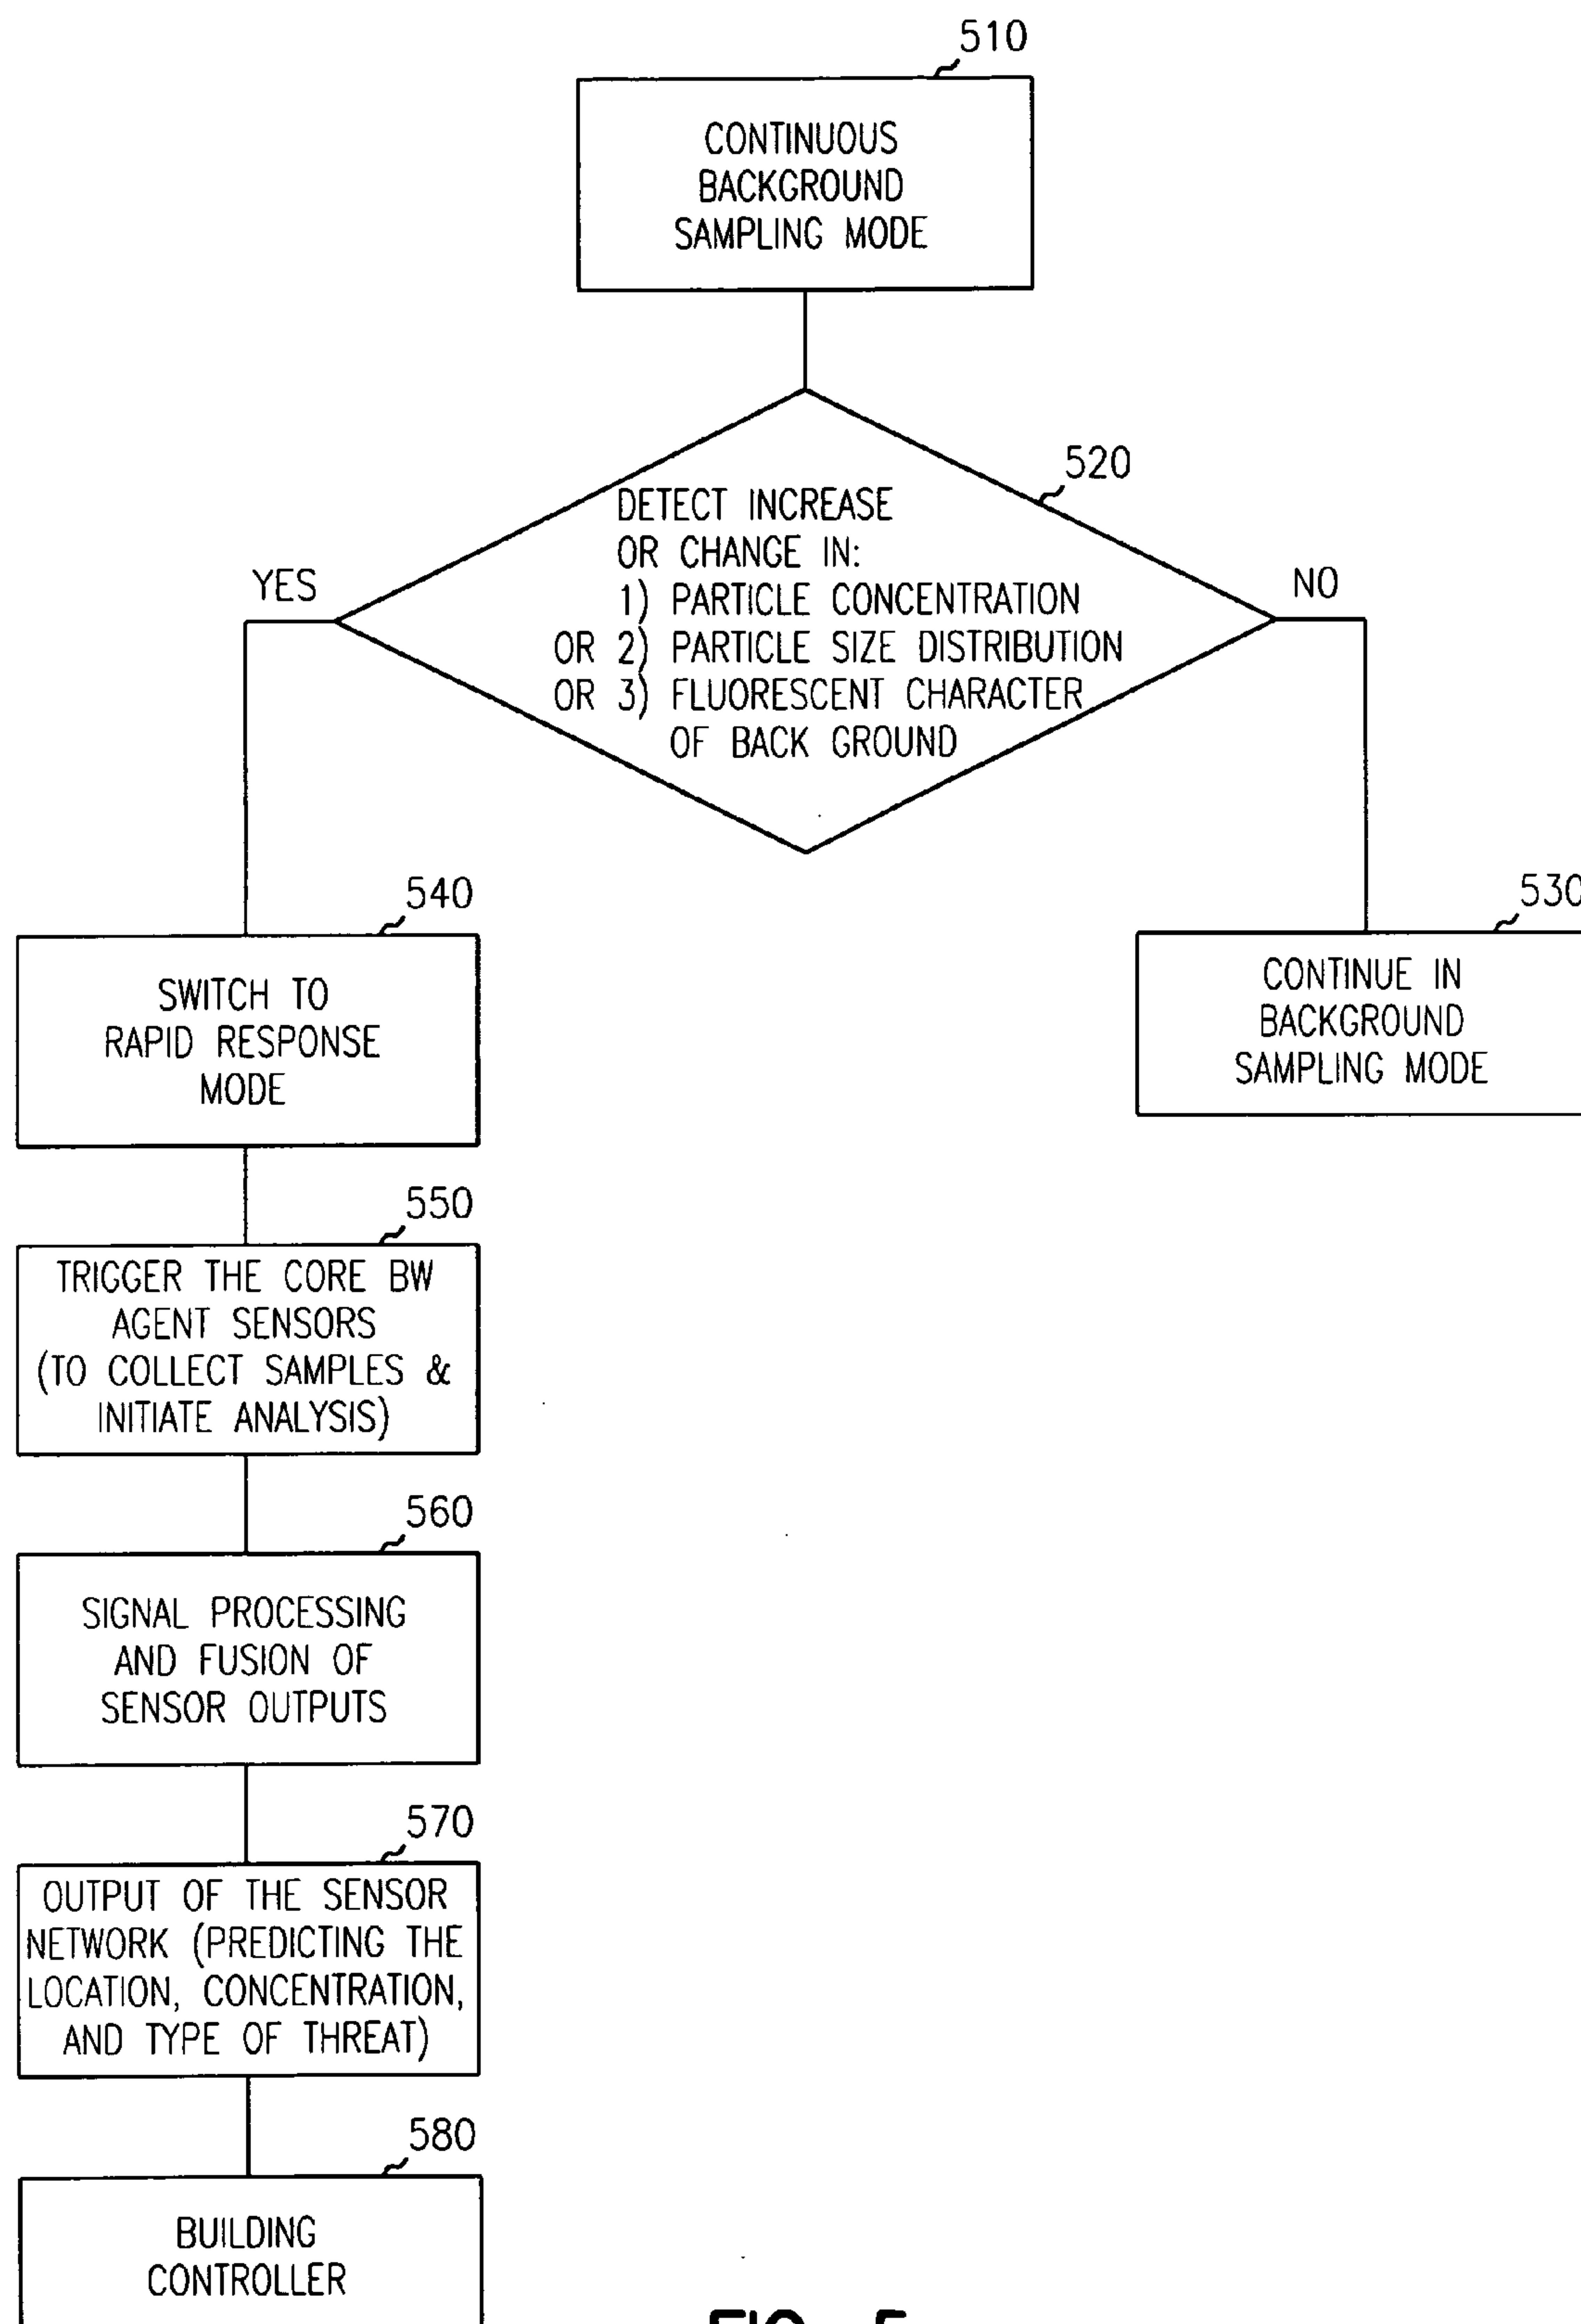 510
CONTINUOUS
BACKGROUND
SAMPLING MODE
520
DETECT INCREASE
OR CHANGE IN:
1) PARTICLE CONCENTRATION
OR 2) PARTICLE SIZE DISTRIBUTION
OR 3) FLUORESCENT CHARACTER
OF BACK GROUND
YES
NO
540
SWITCH TO
RAPID RESPONSE
MODE
530
CONTINUE IN
BACKGROUND
SAMPLING MODE
550
TRIGGER THE CORE BW
AGENT SENSORS
(TO COLLECT SAMPLES &
INITIATE ANALYSIS)
560
SIGNAL PROCESSING
AND FUSION OF
SENSOR OUTPUTS
570
OUTPUT OF THE SENSOR
NETWORK (PREDICTING THE
LOCATION, CONCENTRATION,
AND TYPE OF THREAT)
580
BUILDING
CONTROLLER